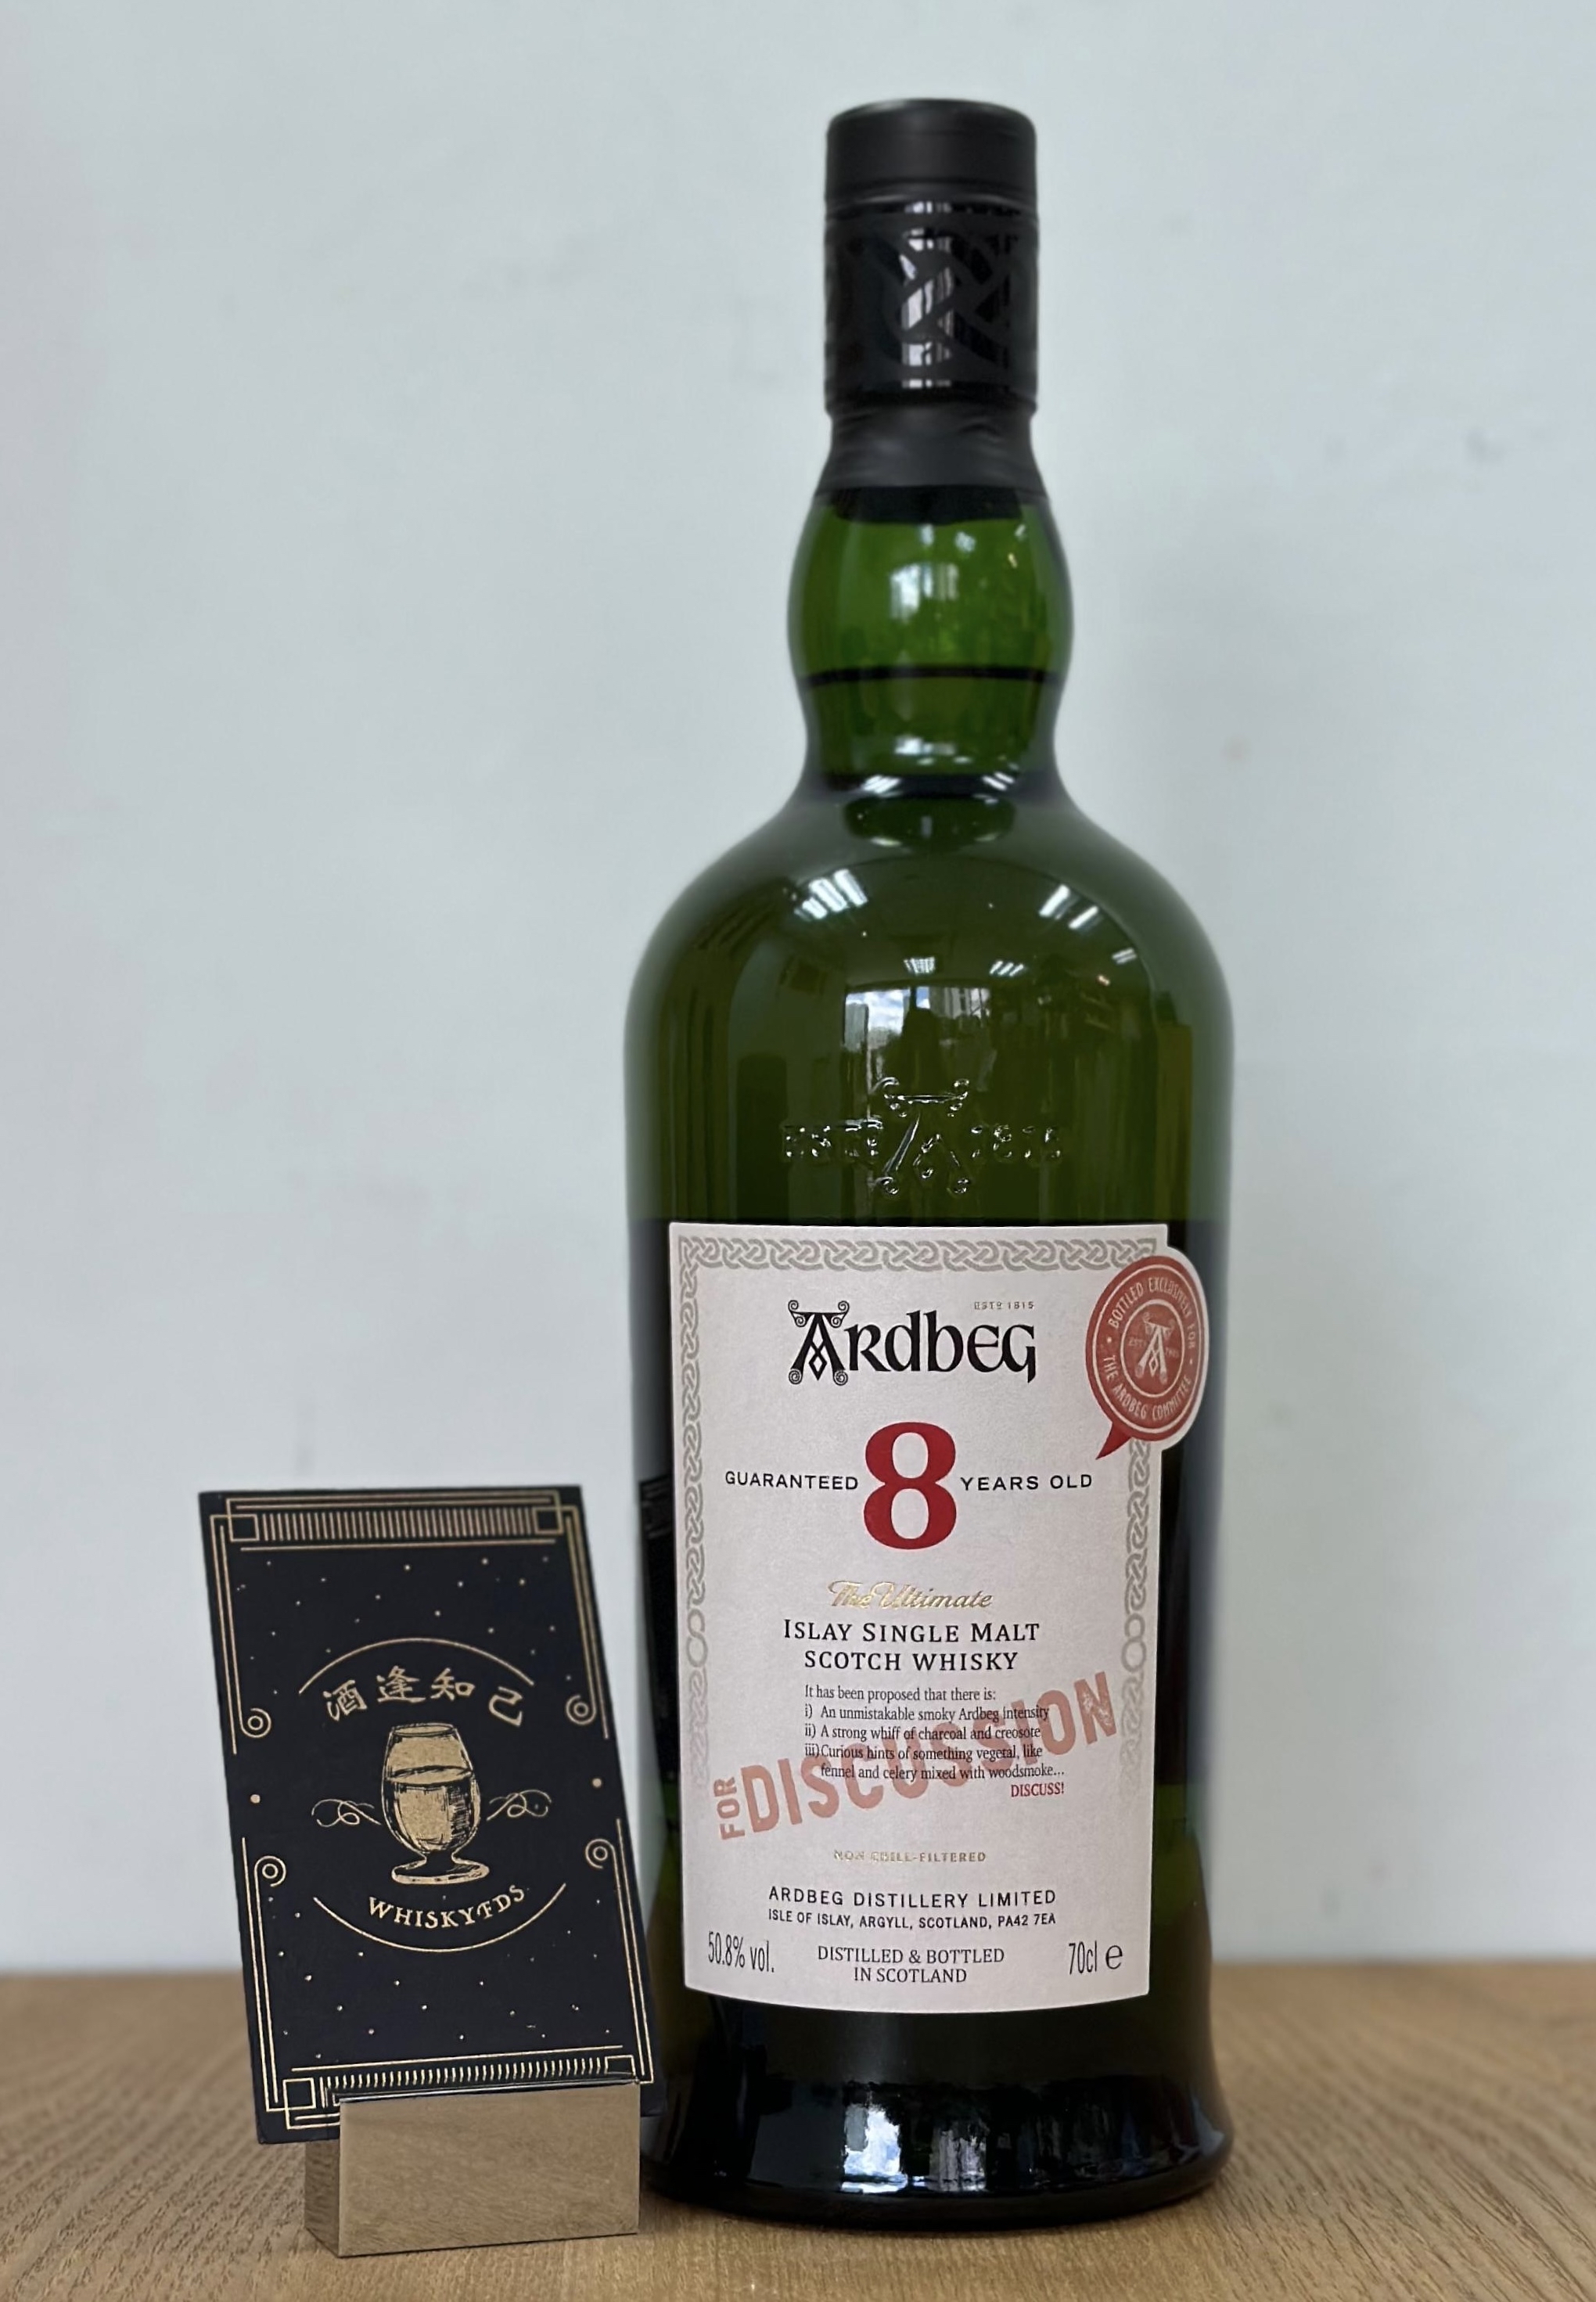 ESTD 1815
ESTD 1815
ARDBEG
BOTTLED EXCLUSIVELY FOR
THE ARDBEG COMMITTEE
GUARANTEED 8 YEARS OLD
The Ultimate
ISLAY SINGLE MALT
SCOTCH WHISKY
It has been proposed that there is:
i) An unmistakable smoky Ardbeg intensity
ii) A strong whiff of charcoal and creosote
iii) Curious hints of something vegetal, like
fennel and celery mixed with woodsmoke...
DISCUSS!
FOR DISCUSSION
NON CHILL-FILTERED
ARDBEG DISTILLERY LIMITED
ISLE OF ISLAY, ARGYLL, SCOTLAND, PA42 7EA
50.8% vol. DISTILLED & BOTTLED 70cl e
IN SCOTLAND
酒逢知己
WHISKYFDS